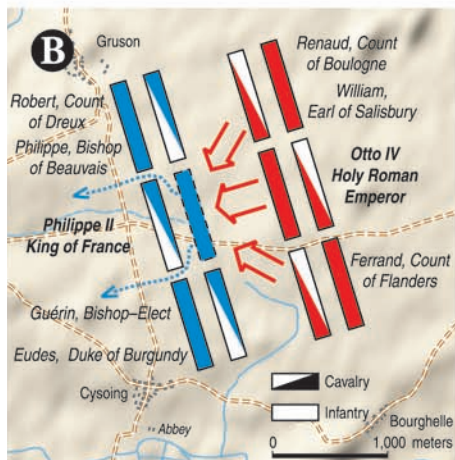 B
Gruson
Robert, Count
of Dreux
Philippe, Bishop
of Beauvais
Philippe II
King of France
Guérin, Bishop–Elect
Eudes, Duke of Burgundy
Cysoing
Abbey
Renaud, Count
of Boulogne
William,
Earl of Salisbury
Otto IV
Holy Roman
Emperor
Ferrand, Count
of Flanders
Cavalry
Infantry
Bourghelle
0 1,000 meters